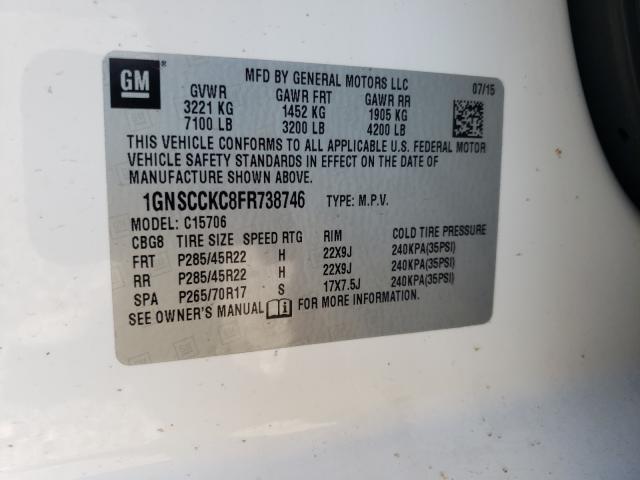 GM ®
MFD BY GENERAL MOTORS LLC 07/15
GVWR GAWR FRT GAWR RR
3221 KG 1452 KG 1905 KG
7100 LB 3200 LB 4200 LB
THIS VEHICLE CONFORMS TO ALL APPLICABLE U.S. FEDERAL MOTOR
VEHICLE SAFETY STANDARDS IN EFFECT ON THE DATE OF
MANUFACTURE SHOWN ABOVE.
1GNSCCKC8FR738746 TYPE: M.P.V.
MODEL: C15706
CBG8 TIRE SIZE SPEED RTG RIM COLD TIRE PRESSURE
FRT P285/45R22 H 22X9J 240KPA(35PSI)
RR P285/45R22 H 22X9J 240KPA(35PSI)
SPA P265/70R17 S 17X7.5J 240KPA(35PSI)
SEE OWNER'S MANUAL FOR MORE INFORMATION.